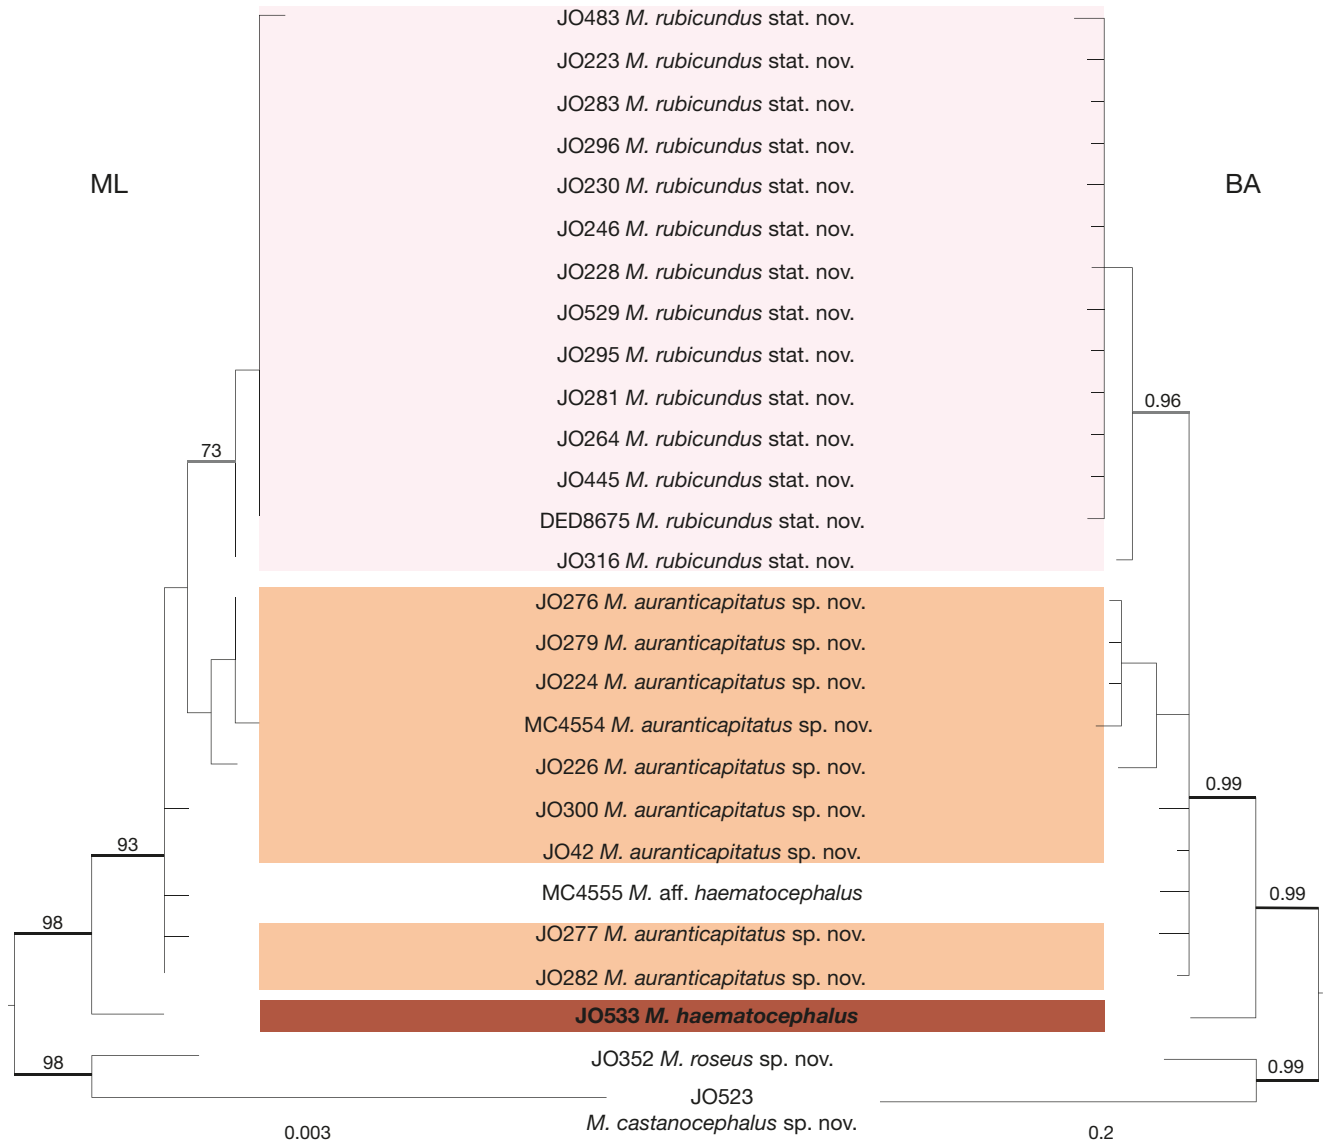 JO483 M. rubicundus stat. nov.
JO223 M. rubicundus stat. nov.
JO283 M. rubicundus stat. nov.
JO296 M. rubicundus stat. nov.
ML
JO230 M. rubicundus stat. nov.
BA
JO246 M. rubicundus stat. nov.
JO228 M. rubicundus stat. nov.
JO529 M. rubicundus stat. nov.
JO295 M. rubicundus stat. nov.
JO281 M. rubicundus stat. nov.
0.96
JO264 M. rubicundus stat. nov.
73
JO445 M. rubicundus stat. nov.
DED8675 M. rubicundus stat. nov.
JO316 M. rubicundus stat. nov.
JO276 M. auranticapitatus sp. nov.
JO279 M. auranticapitatus sp. nov.
JO224 M. auranticapitatus sp. nov.
MC4554 M. auranticapitatus sp. nov.
JO226 M. auranticapitatus sp. nov.
0.99
JO300 M. auranticapitatus sp. nov.
93
JO42 M. auranticapitatus sp. nov.
MC4555 M. aff. haematocephalus
0.99
98
JO277 M. auranticapitatus sp. nov.
JO282 M. auranticapitatus sp. nov.
JO533 M. haematocephalus
98
JO352 M. roseus sp. nov.
0.99
JO523
M. castanocephalus sp. nov.
0.003
0.2